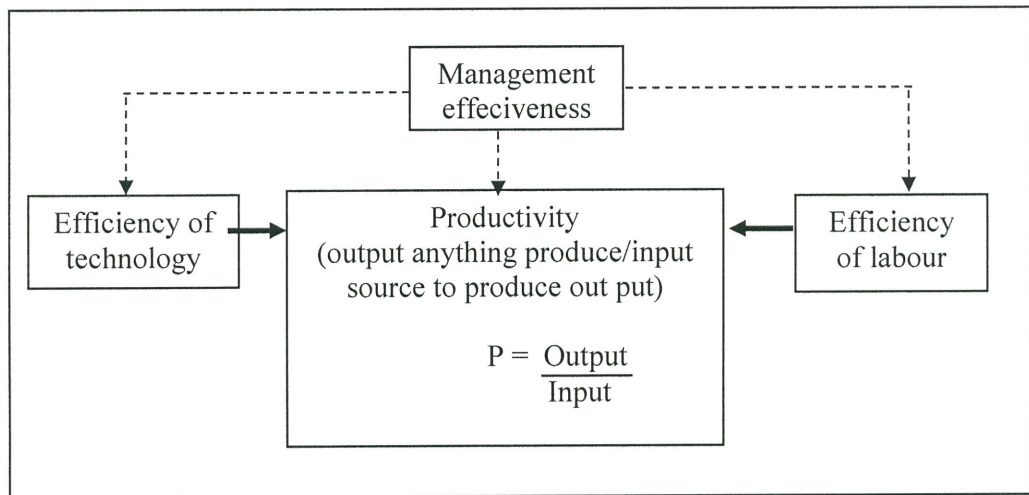 Management
effeciveness
Efficiency of
technology
Productivity
(output anything produce/input
source to produce out put)
P = Output
Input
Efficiency
of labour